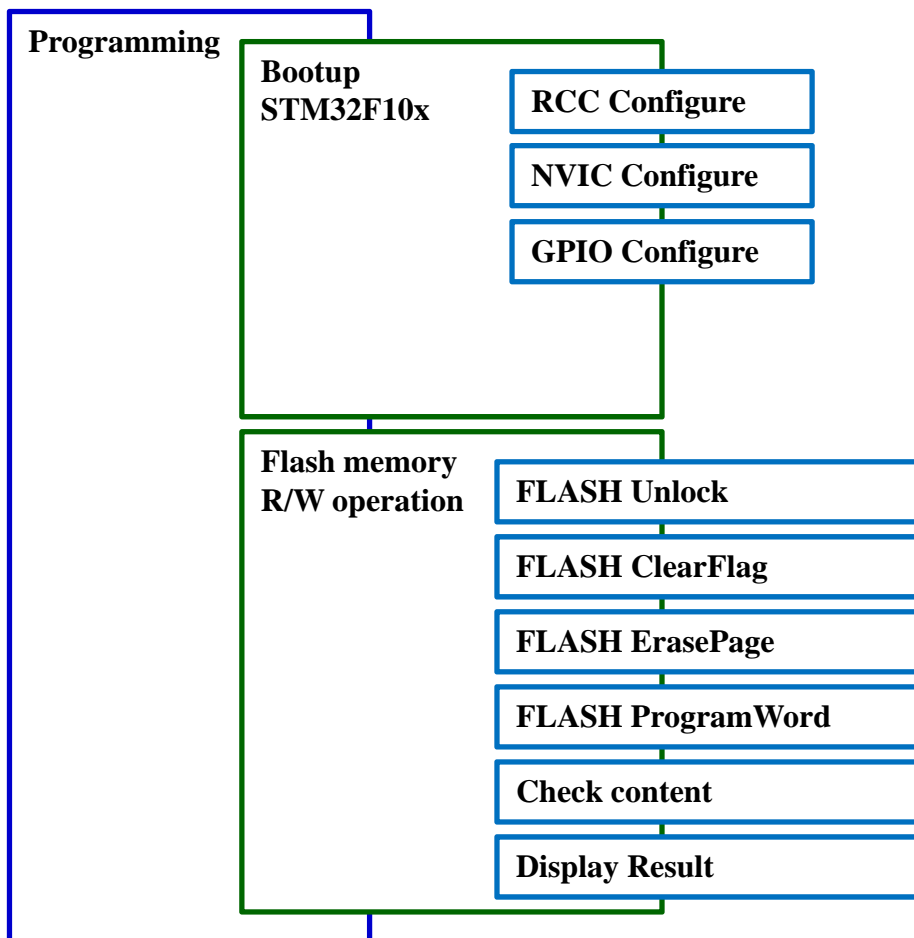 Programming
Bootup
STM32F10x
RCC Configure
NVIC Configure
GPIO Configure
Flash memory
R/W operation
FLASH Unlock
FLASH ClearFlag
FLASH ErasePage
FLASH ProgramWord
Check content
Display Result